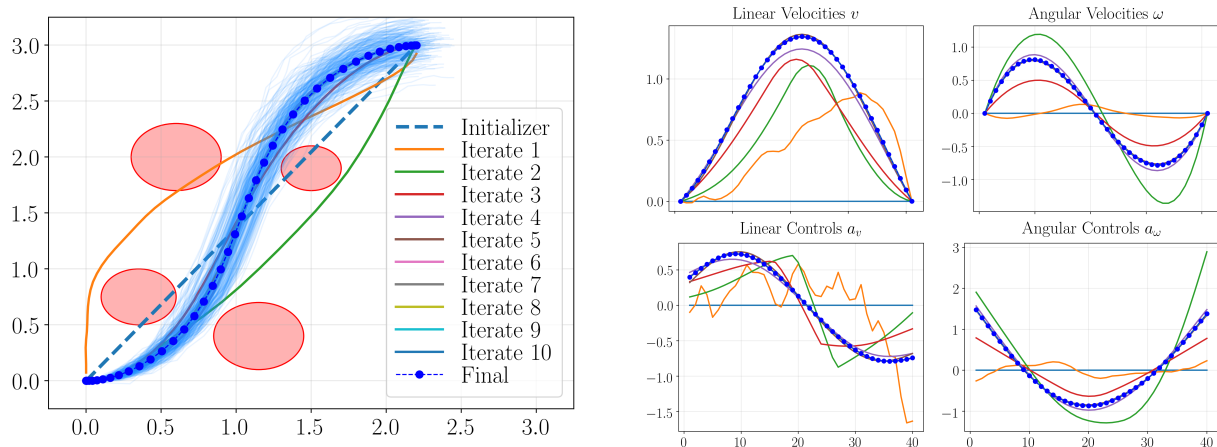 3.0
2.5
2.0
1.5
1.0
0.5
0.0
0.0 0.5 1.0 1.5 2.0 2.5 3.0
Initializer
Iterate 1
Iterate 2
Iterate 3
Iterate 4
Iterate 5
Iterate 6
Iterate 7
Iterate 8
Iterate 9
Iterate 10
Final
Linear Velocities v
1.0
0.5
0.0
Angular Velocities ω
1.0
0.5
0.0
−0.5
−1.0
Linear Controls a_v
0.5
0.0
−0.5
−1.0
−1.5
0 10 20 30 40
Angular Controls a_ω
3
2
1
0
−1
0 10 20 30 40